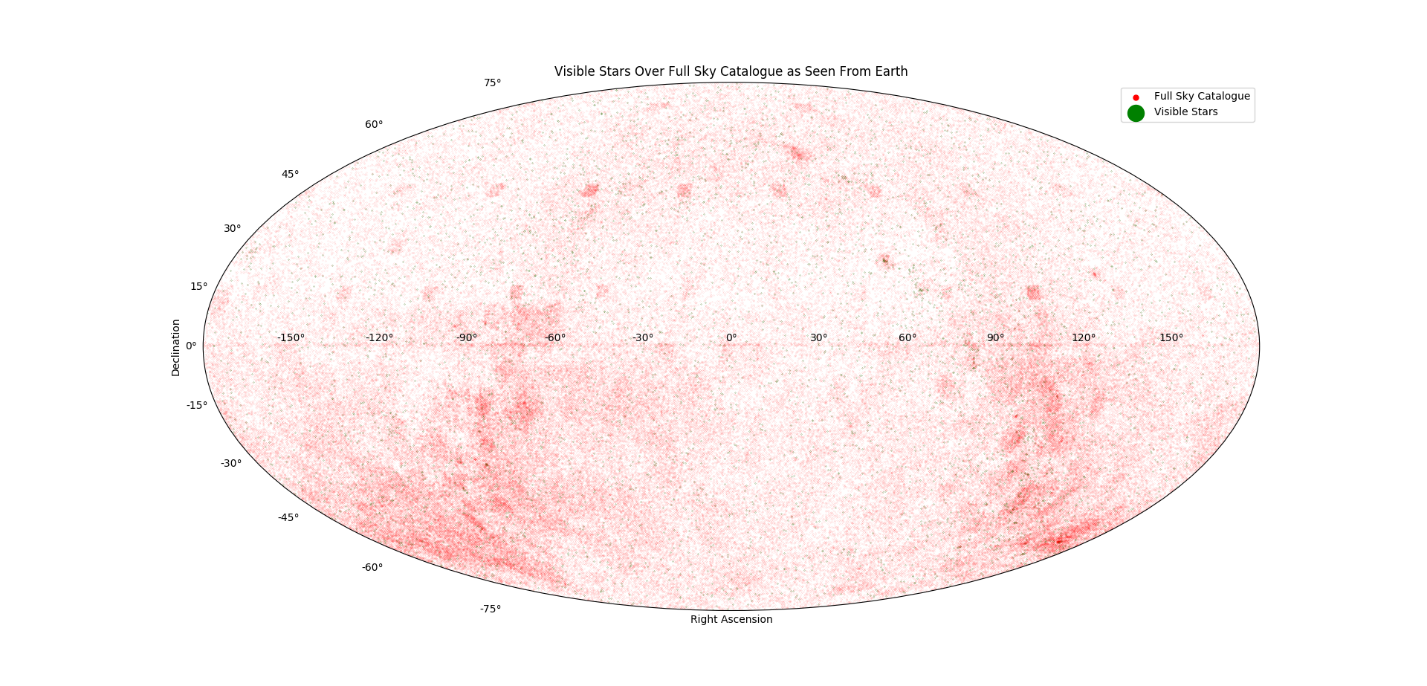 Visible Stars Over Full Sky Catalogue as Seen From Earth
75°
Full Sky Catalogue
Visible Stars
60°
45°
30°
15°
-150° -120° -90° -60° -30° 0° 30° 60° 90° 120° 150°
0°
Declination
-15°
-30°
-45°
-60°
-75°
Right Ascension